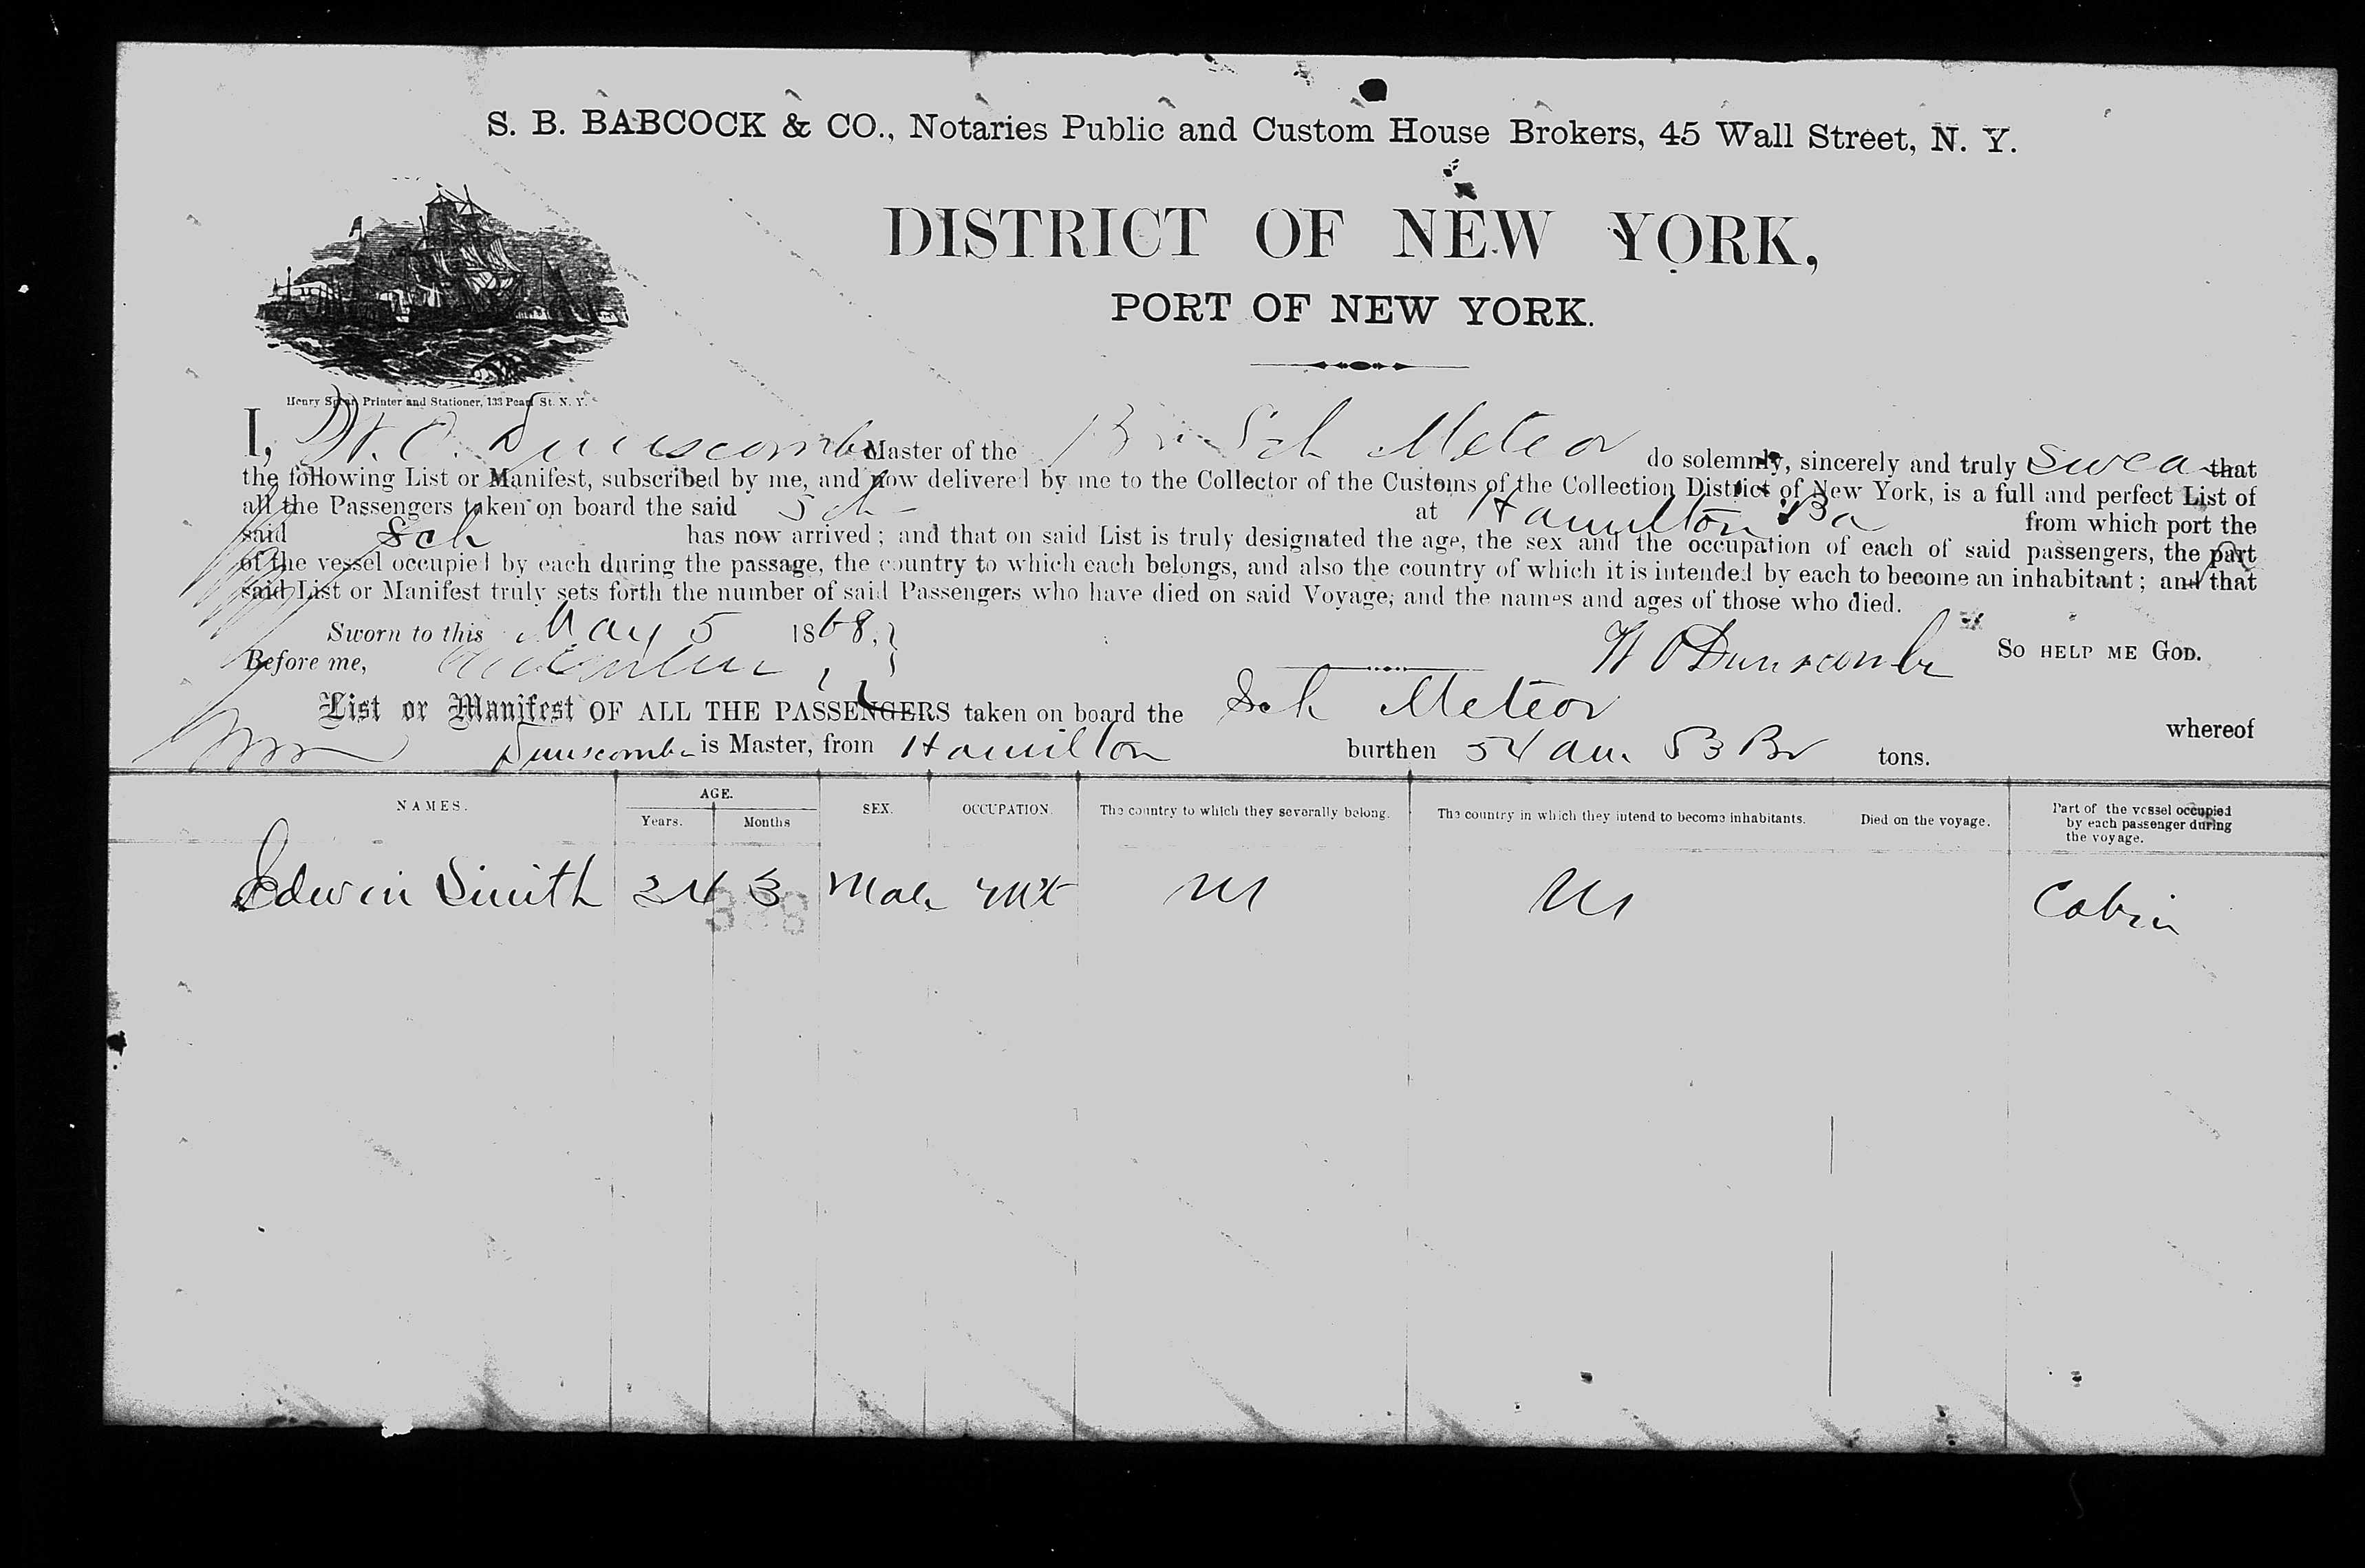 S. B. BABCOCK & CO., Notaries Public and Custom House Brokers, 45 Wall Street, N. Y.
DISTRICT OF NEW YORK,
PORT OF NEW YORK.
Henry Spear, Printer and Stationer, 133 Pearl St. N. Y.
I, W. O. Dunscomb Master of the Br Sch Meteor do solemnly, sincerely and truly Swea that
the following List or Manifest, subscribed by me, and now delivered by me to the Collector of the Customs of the Collection District of New York, is a full and perfect List of
all the Passengers taken on board the said Sch at Hamilton Ba from which port the
said Sch has now arrived; and that on said List is truly designated the age, the sex and the occupation of each of said passengers, the part
of the vessel occupied by each during the passage, the country to which each belongs, and also the country of which it is intended by each to become an inhabitant; and that
said List or Manifest truly sets forth the number of said Passengers who have died on said Voyage, and the names and ages of those who died.
Sworn to this May 5 1868,
Before me, W O Dunscomb SO HELP ME GOD.
List or Manifest OF ALL THE PASSENGERS taken on board the Sch Meteor whereof
Dunscomb is Master, from Hamilton burthen 54 am. 53 Br tons.
NAMES. AGE. Years. Months SEX. OCCUPATION. The country to which they severally belong. The country in which they intend to become inhabitants. Died on the voyage. Part of the vessel occupied by each passenger during the voyage.
Edwin Smith 24 3 Male Mt US US Cabin
388